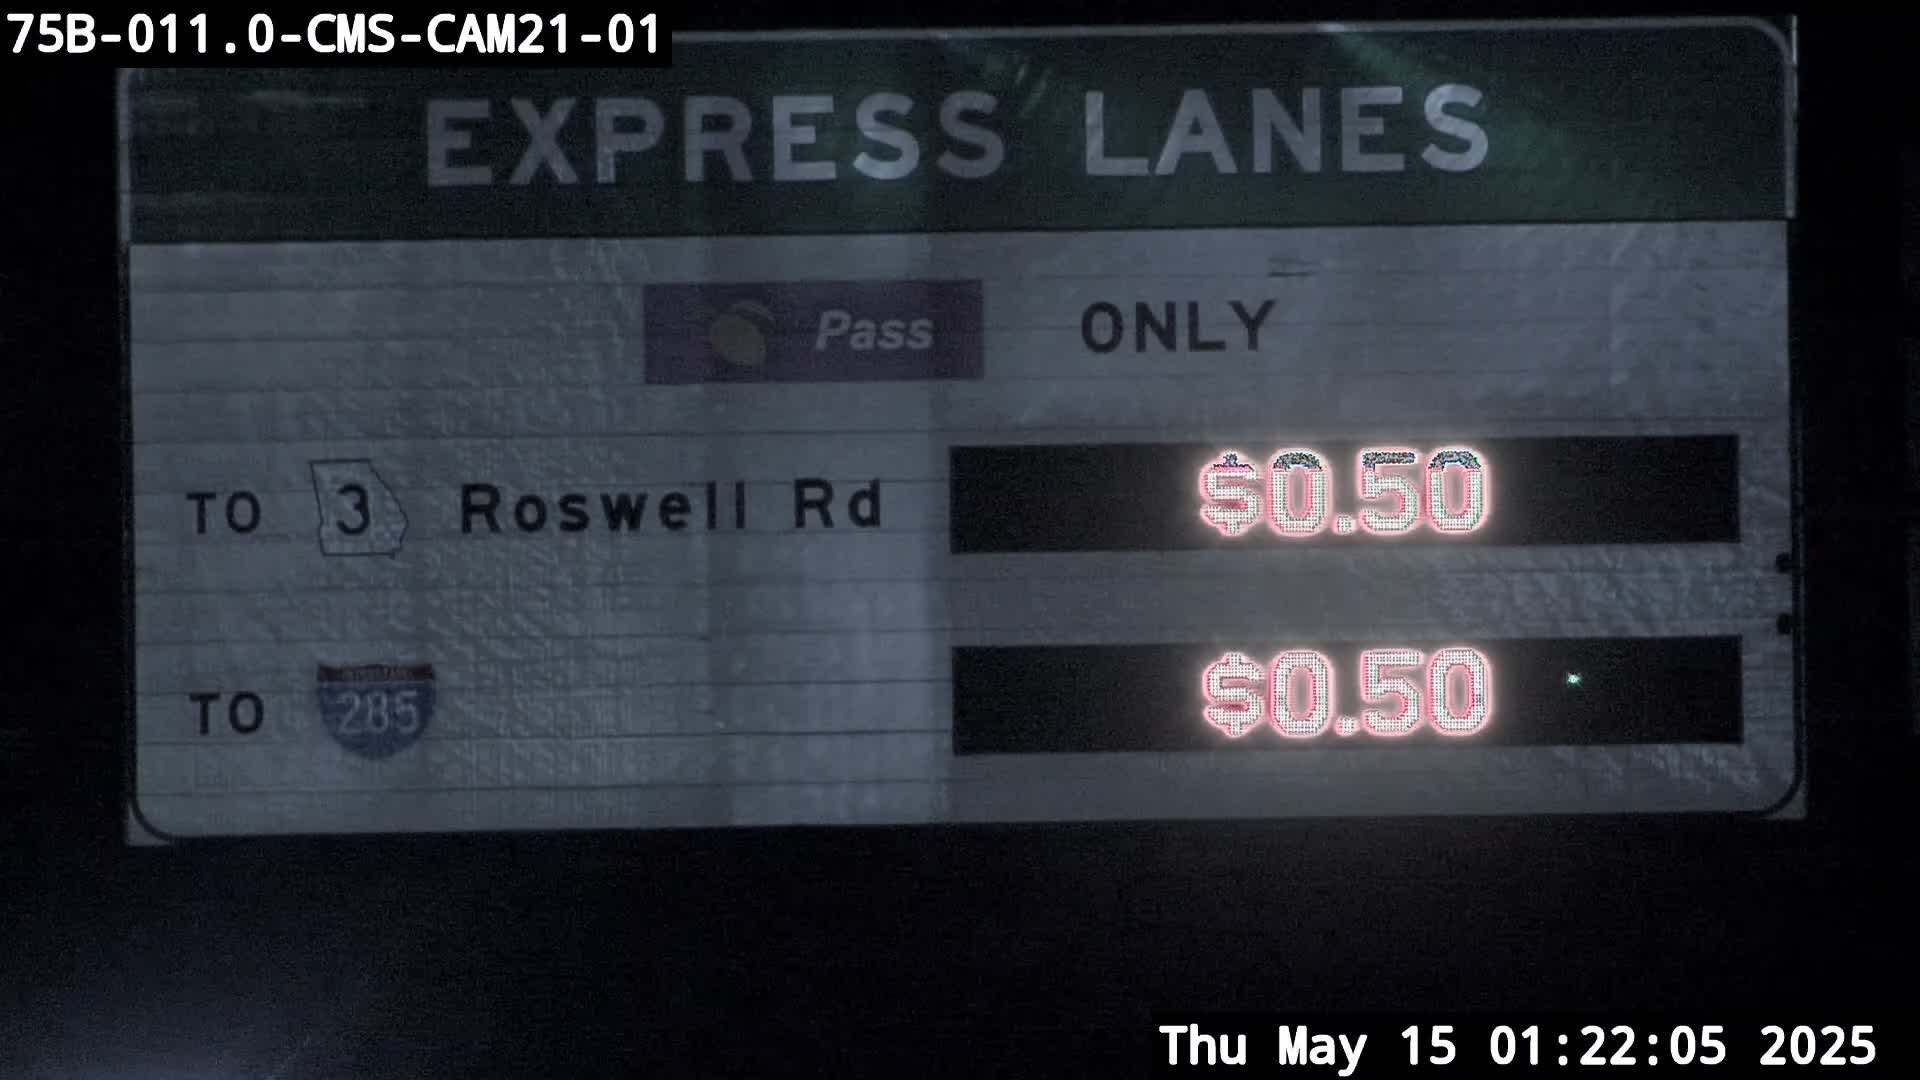 75B-011.0-CMS-CAM21-01
EXPRESS LANES
Pass ONLY
TO 3 Roswell Rd $0.50
INTERSTATE
TO 285 $0.50
Thu May 15 01:22:05 2025